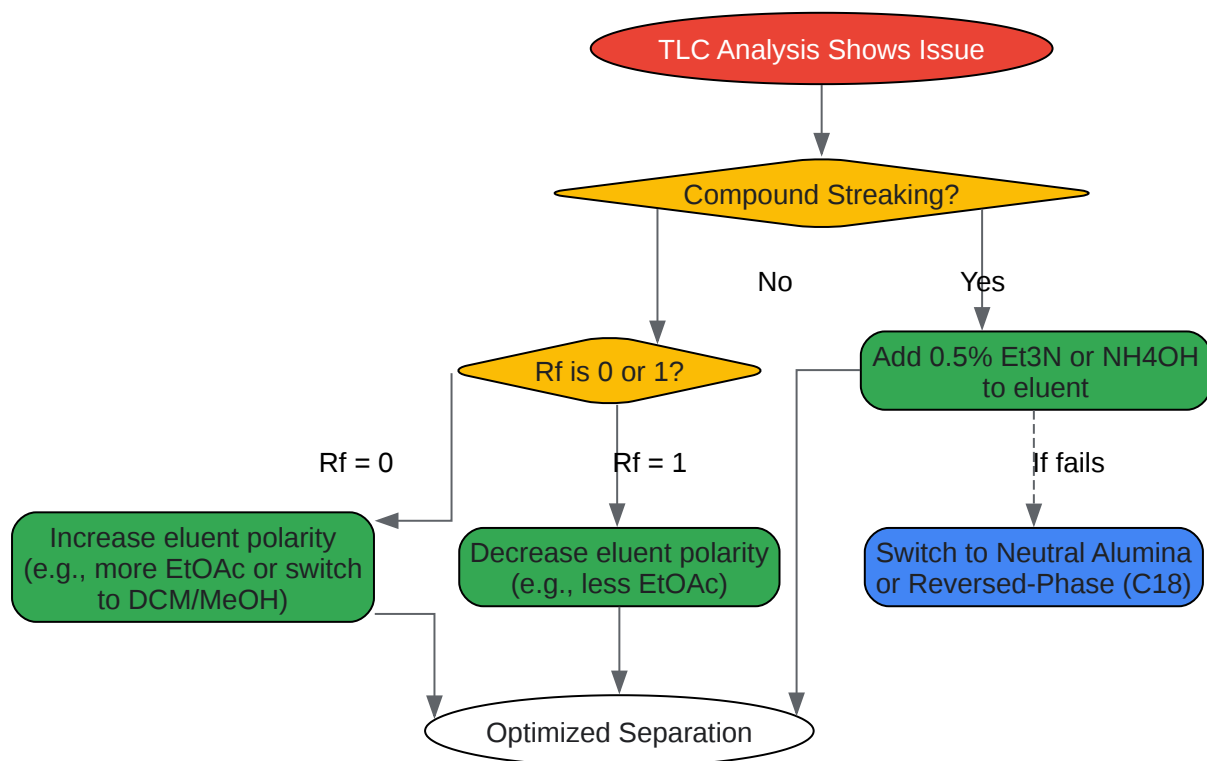 TLC Analysis Shows Issue
Compound Streaking?
No
Yes
Rf is 0 or 1?
Add 0.5% Et3N or NH4OH
to eluent
Rf = 0
Rf = 1
If fails
Increase eluent polarity
(e.g., more EtOAc or switch
to DCM/MeOH)
Decrease eluent polarity
(e.g., less EtOAc)
Switch to Neutral Alumina
or Reversed-Phase (C18)
Optimized Separation